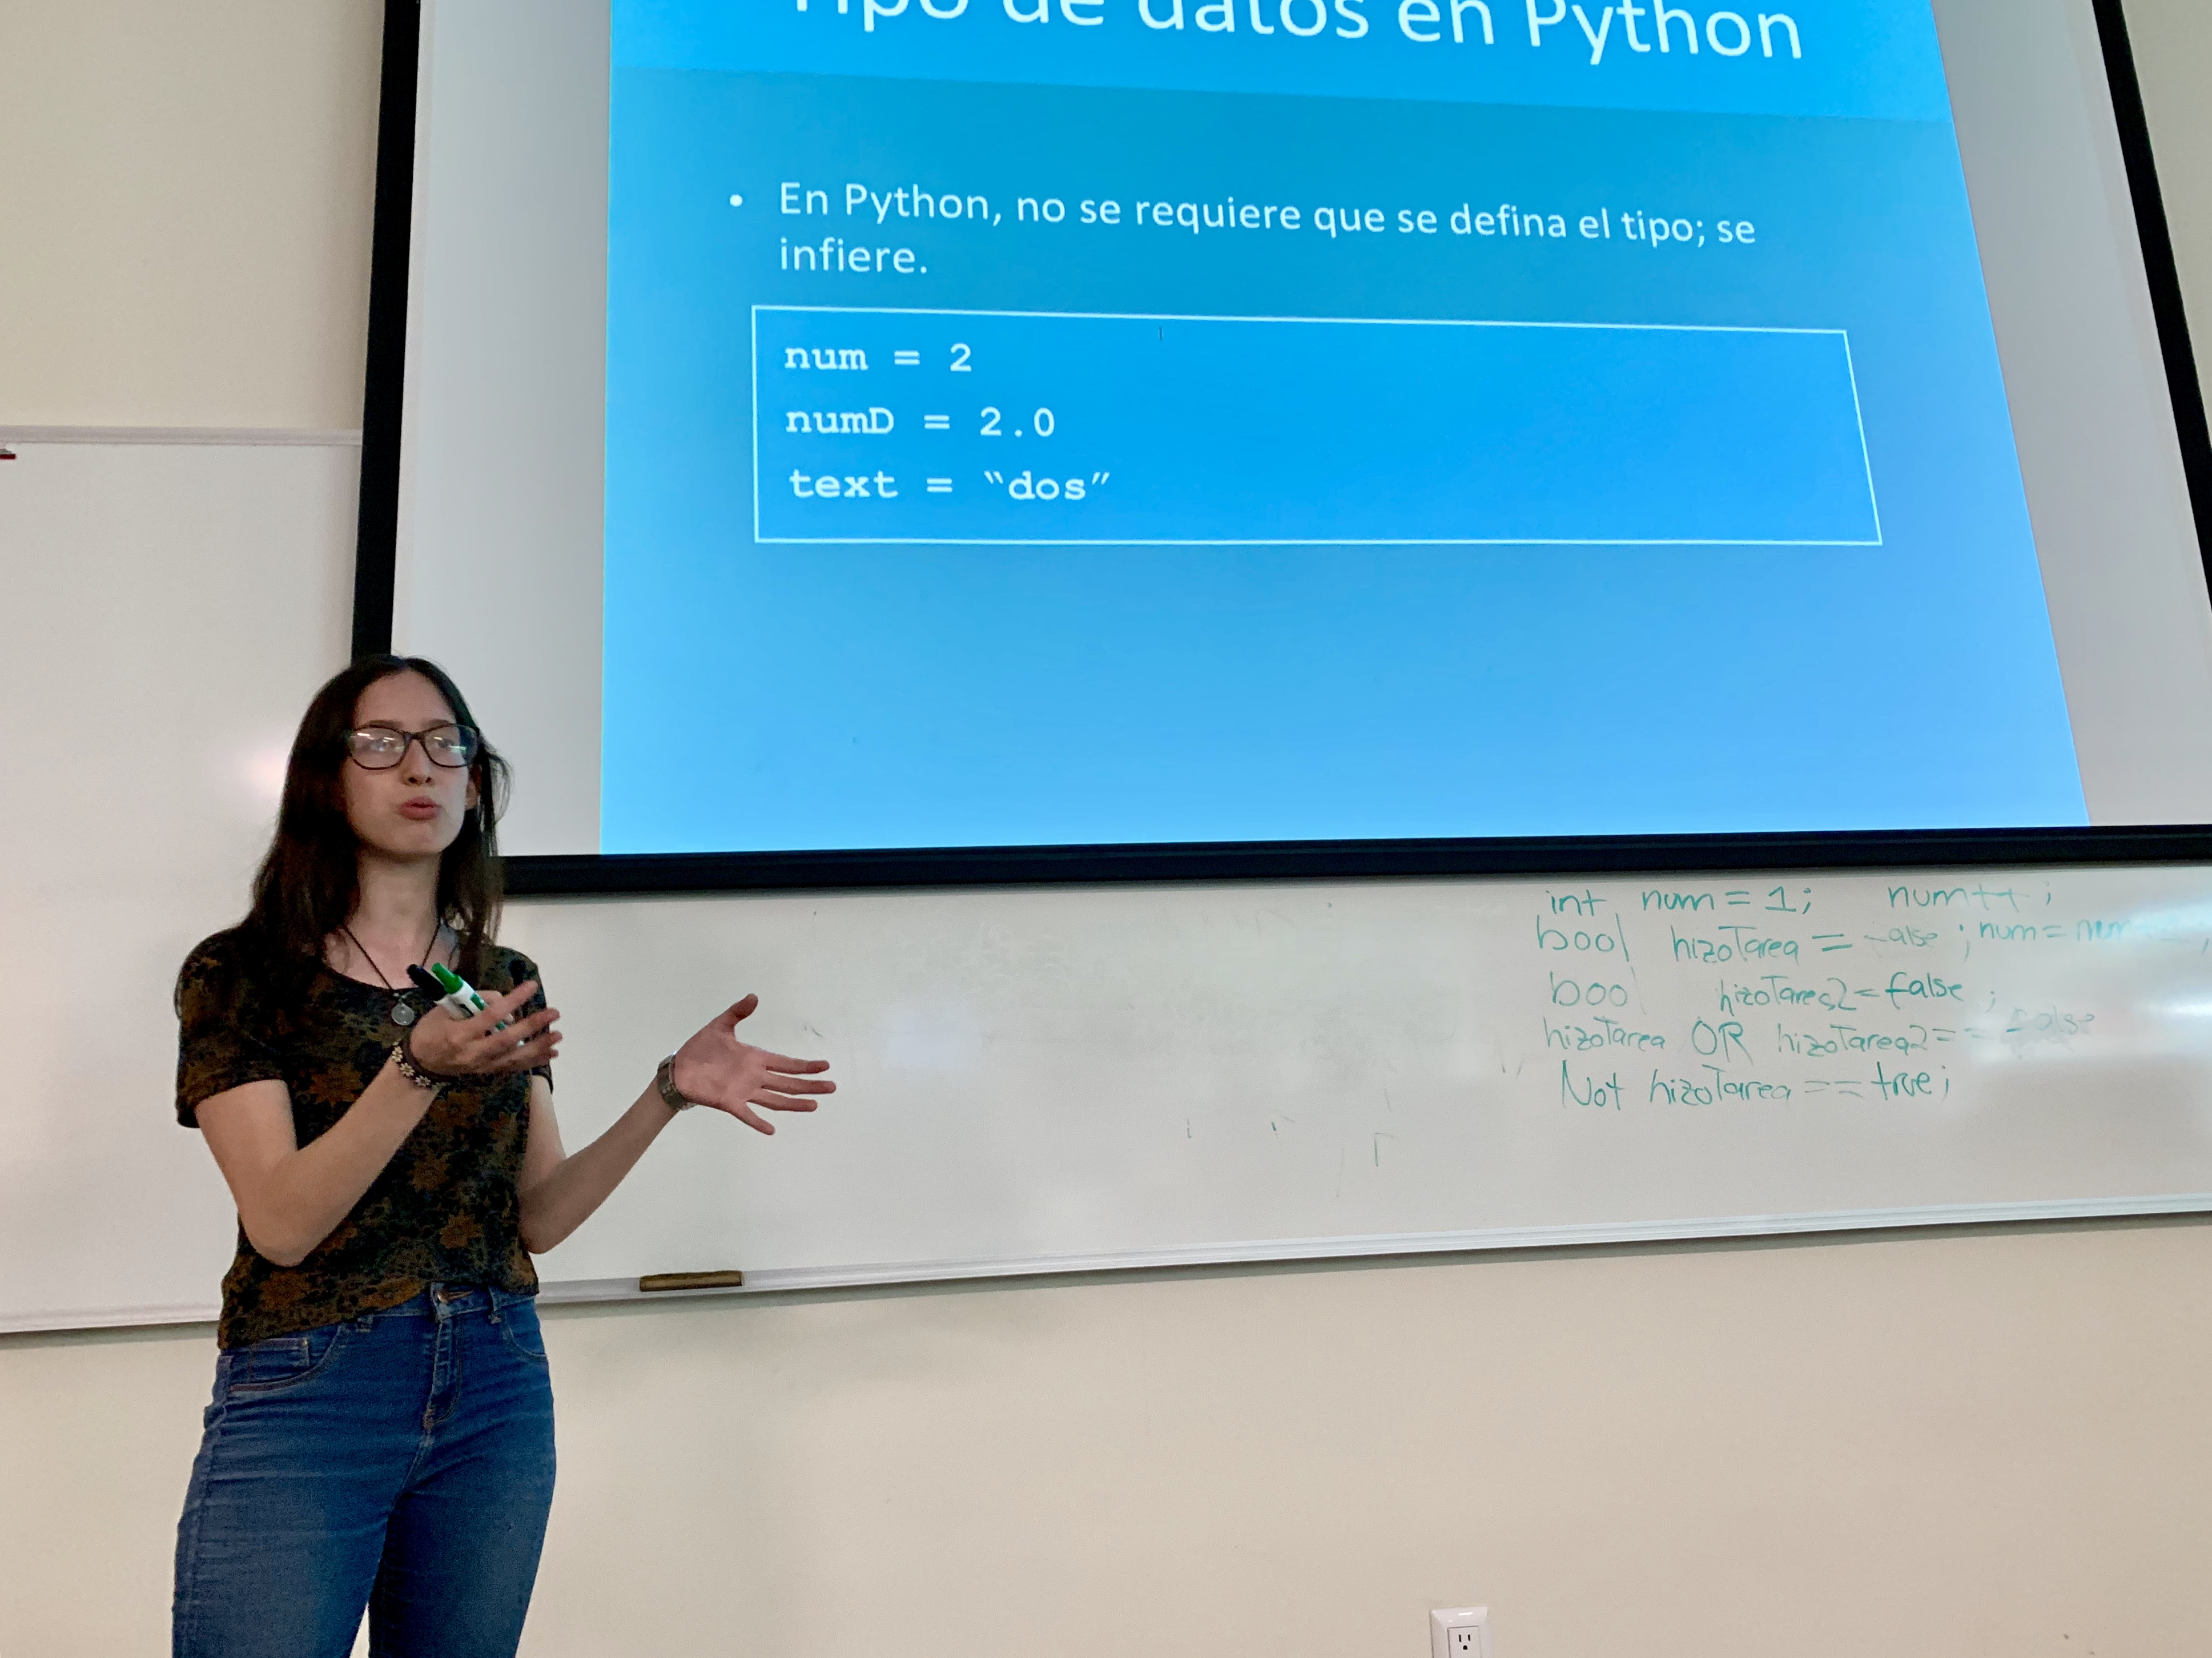 Tipo de datos en Python
• En Python, no se requiere que se defina el tipo; se
infiere.
num = 2
numD = 2.0
text = “dos”
int num = 1; num++;
bool hizoTarea = false ; num = num
bool hizoTarea2 = false ;
hizoTarea OR hizoTarea2 == false
Not hizoTarea == true;